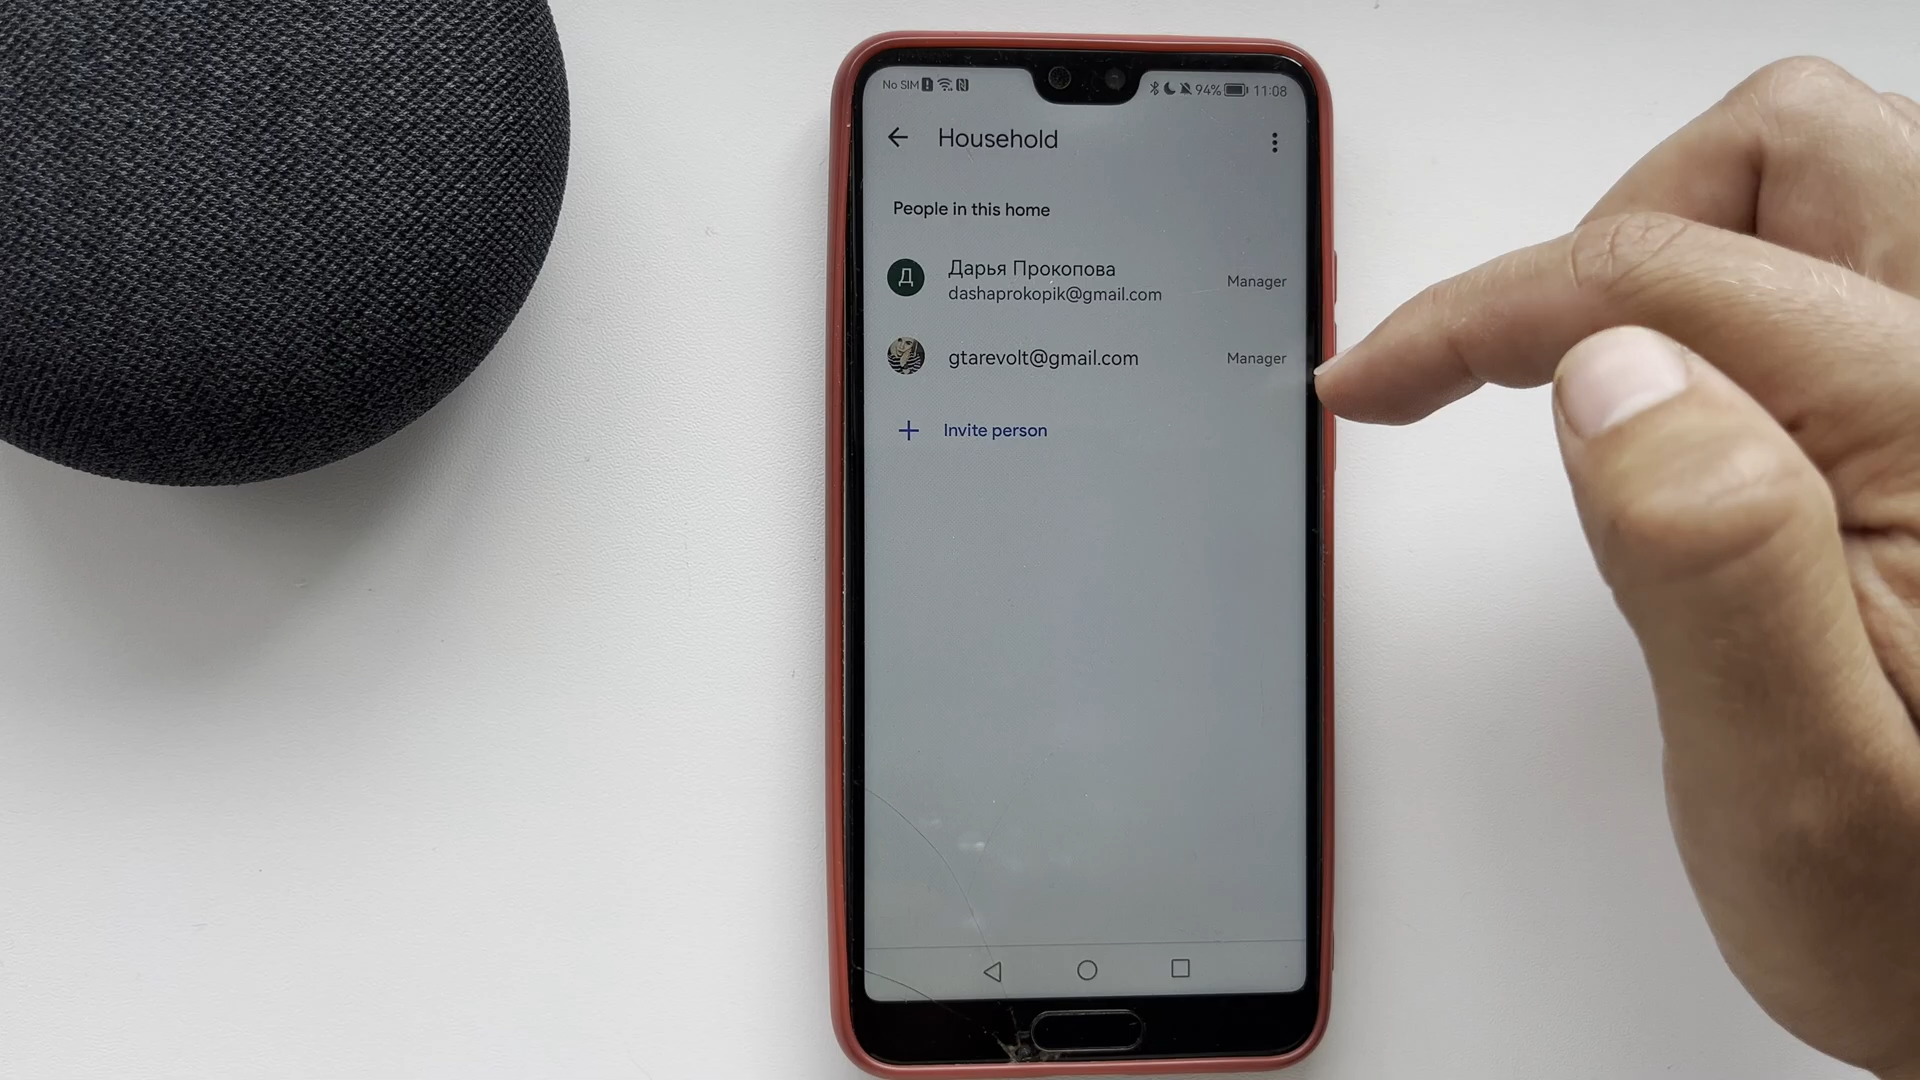 No SIM 94% 11:08
Household
People in this home
Д
Дарья Прокопова
dashaprokopik@gmail.com
Manager
gtarevolt@gmail.com
Manager
Invite person